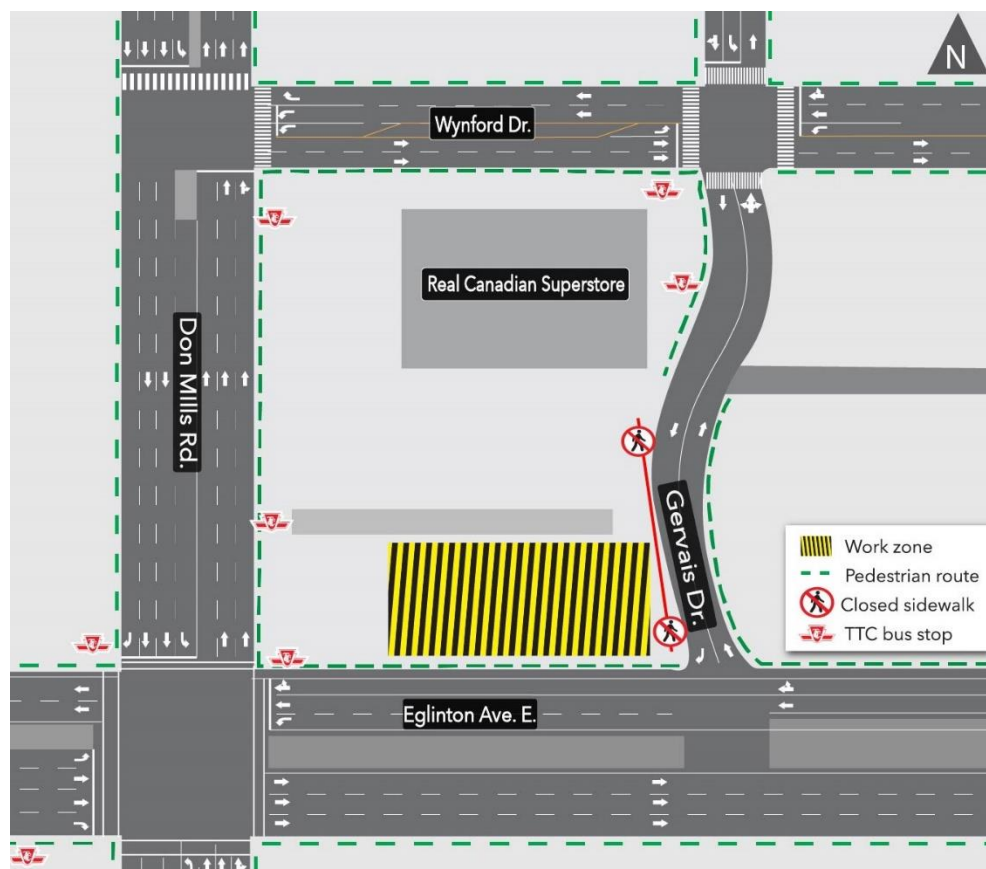 N
Wynford Dr.
Real Canadian Superstore
Don Mills Rd.
Gervais Dr.
Work zone
Pedestrian route
Closed sidewalk
TTC bus stop
Eglinton Ave. E.